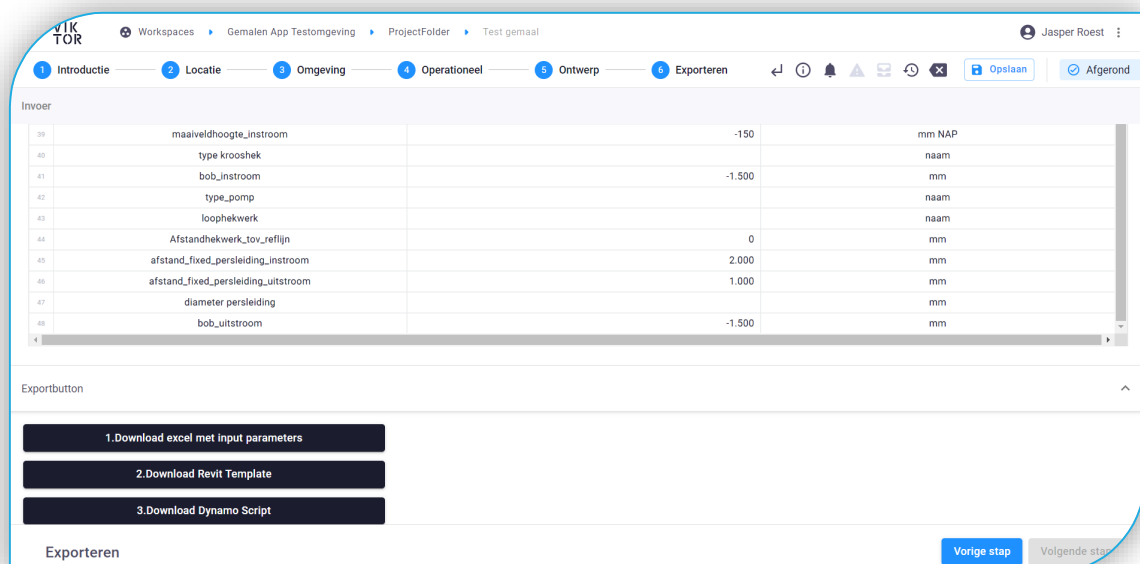 VIK
TOR
Workspaces Gemalen App Testomgeving ProjectFolder Test gemaal Jasper Roest
1 Introductie 2 Locatie 3 Omgeving 4 Operationeel 5 Ontwerp 6 Exporteren Opslaan Afgerond
Invoer
39 maaiveldhoogte_instroom -150 mm NAP
40 type krooshek naam
41 bob_instroom -1.500 mm
42 type_pomp naam
43 loophekwerk naam
44 Afstandhekwerk_tov_reflijn 0 mm
45 afstand_fixed_persleiding_instroom 2.000 mm
46 afstand_fixed_persleiding_uitstroom 1.000 mm
47 diameter persleiding mm
48 bob_uitstroom -1.500 mm
Exportbutton
1.Download excel met input parameters
2.Download Revit Template
3.Download Dynamo Script
Exporteren Vorige stap Volgende stap